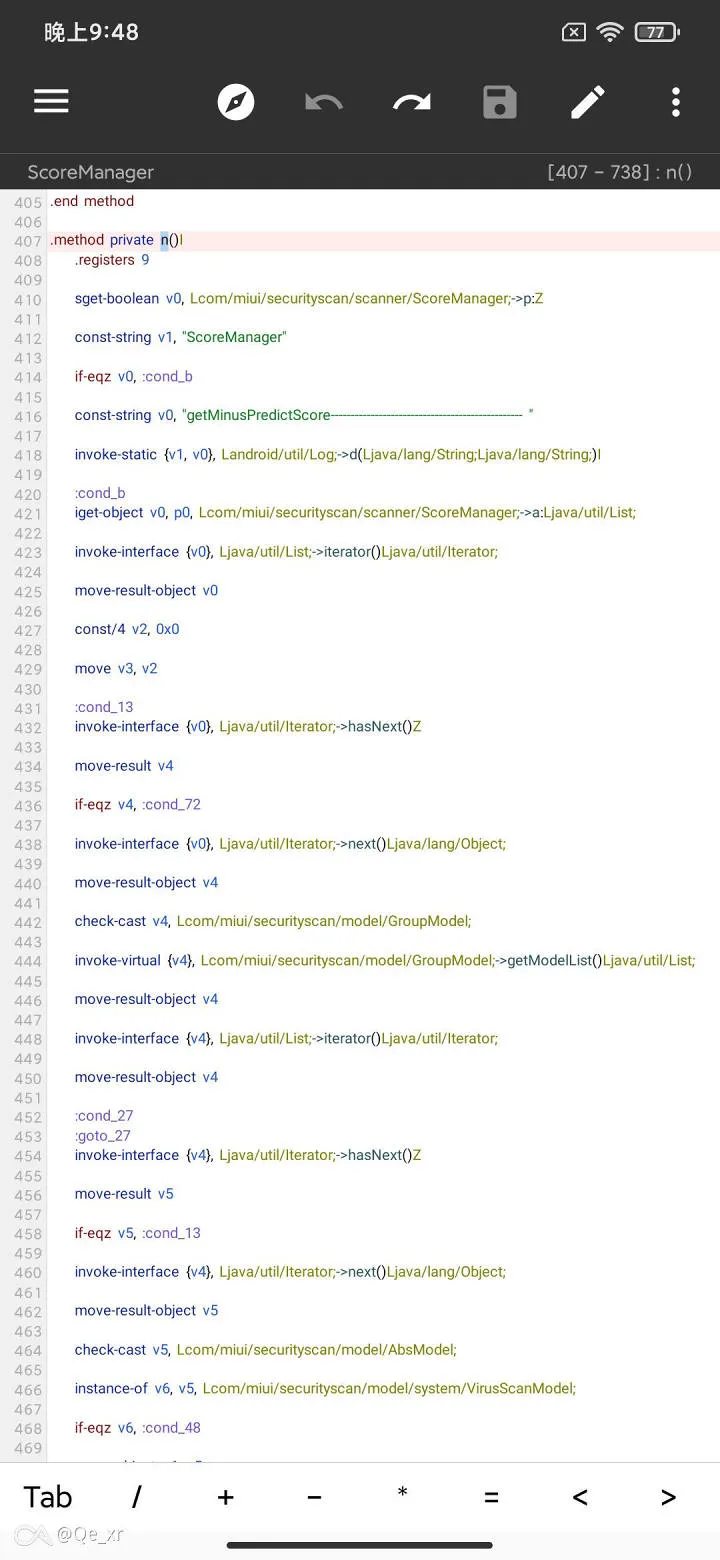 晚上9:48
77
ScoreManager [407 – 738] : n()
405 .end method
406
407 .method private n()I
408 .registers 9
409
410 sget-boolean v0, Lcom/miui/securityscan/scanner/ScoreManager;->p:Z
411
412 const-string v1, "ScoreManager"
413
414 if-eqz v0, :cond_b
415
416 const-string v0, "getMinusPredictScore------------------------------------------------ "
417
418 invoke-static {v1, v0}, Landroid/util/Log;->d(Ljava/lang/String;Ljava/lang/String;)I
419
420 :cond_b
421 iget-object v0, p0, Lcom/miui/securityscan/scanner/ScoreManager;->a:Ljava/util/List;
422
423 invoke-interface {v0}, Ljava/util/List;->iterator()Ljava/util/Iterator;
424
425 move-result-object v0
426
427 const/4 v2, 0x0
428
429 move v3, v2
430
431 :cond_13
432 invoke-interface {v0}, Ljava/util/Iterator;->hasNext()Z
433
434 move-result v4
435
436 if-eqz v4, :cond_72
437
438 invoke-interface {v0}, Ljava/util/Iterator;->next()Ljava/lang/Object;
439
440 move-result-object v4
441
442 check-cast v4, Lcom/miui/securityscan/model/GroupModel;
443
444 invoke-virtual {v4}, Lcom/miui/securityscan/model/GroupModel;->getModelList()Ljava/util/List;
445
446 move-result-object v4
447
448 invoke-interface {v4}, Ljava/util/List;->iterator()Ljava/util/Iterator;
449
450 move-result-object v4
451
452 :cond_27
453 :goto_27
454 invoke-interface {v4}, Ljava/util/Iterator;->hasNext()Z
455
456 move-result v5
457
458 if-eqz v5, :cond_13
459
460 invoke-interface {v4}, Ljava/util/Iterator;->next()Ljava/lang/Object;
461
462 move-result-object v5
463
464 check-cast v5, Lcom/miui/securityscan/model/AbsModel;
465
466 instance-of v6, v5, Lcom/miui/securityscan/model/system/VirusScanModel;
467
468 if-eqz v6, :cond_48
469
Tab / + - * = < >
@Qe_xr